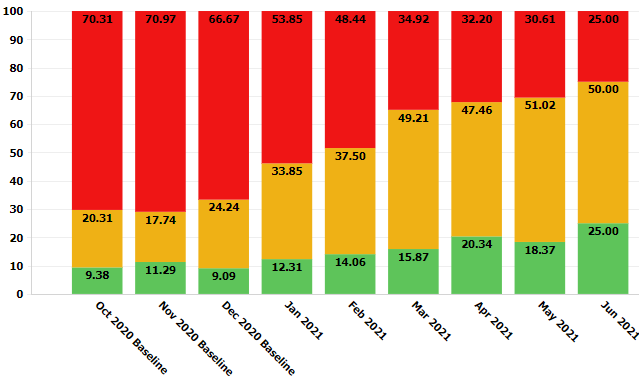 100
90
80
70
60
50
40
30
20
10
0
70.31 70.97 66.67 53.85 48.44 34.92 32.20 30.61 25.00
20.31 17.74 24.24 33.85 37.50 49.21 47.46 51.02 50.00
9.38 11.29 9.09 12.31 14.06 15.87 20.34 18.37 25.00
Oct 2020 Baseline
Nov 2020 Baseline
Dec 2020 Baseline
Jan 2021
Feb 2021
Mar 2021
Apr 2021
May 2021
Jun 2021